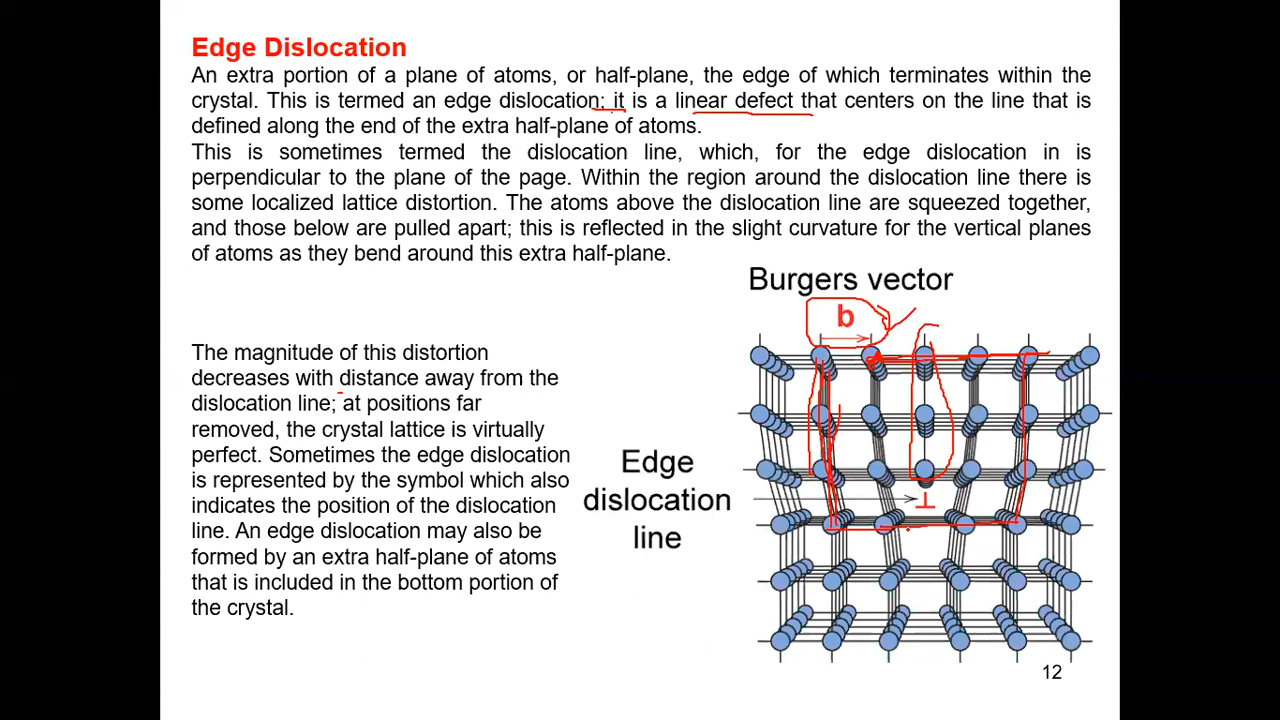 Edge Dislocation
An extra portion of a plane of atoms, or half-plane, the edge of which terminates within the
crystal. This is termed an edge dislocation; it is a linear defect that centers on the line that is
defined along the end of the extra half-plane of atoms.
This is sometimes termed the dislocation line, which, for the edge dislocation in is
perpendicular to the plane of the page. Within the region around the dislocation line there is
some localized lattice distortion. The atoms above the dislocation line are squeezed together,
and those below are pulled apart; this is reflected in the slight curvature for the vertical planes
of atoms as they bend around this extra half-plane.
The magnitude of this distortion
decreases with distance away from the
dislocation line; at positions far
removed, the crystal lattice is virtually
perfect. Sometimes the edge dislocation
is represented by the symbol which also
indicates the position of the dislocation
line. An edge dislocation may also be
formed by an extra half-plane of atoms
that is included in the bottom portion of
the crystal.
Burgers vector
b
Edge
dislocation
line
⊥
12